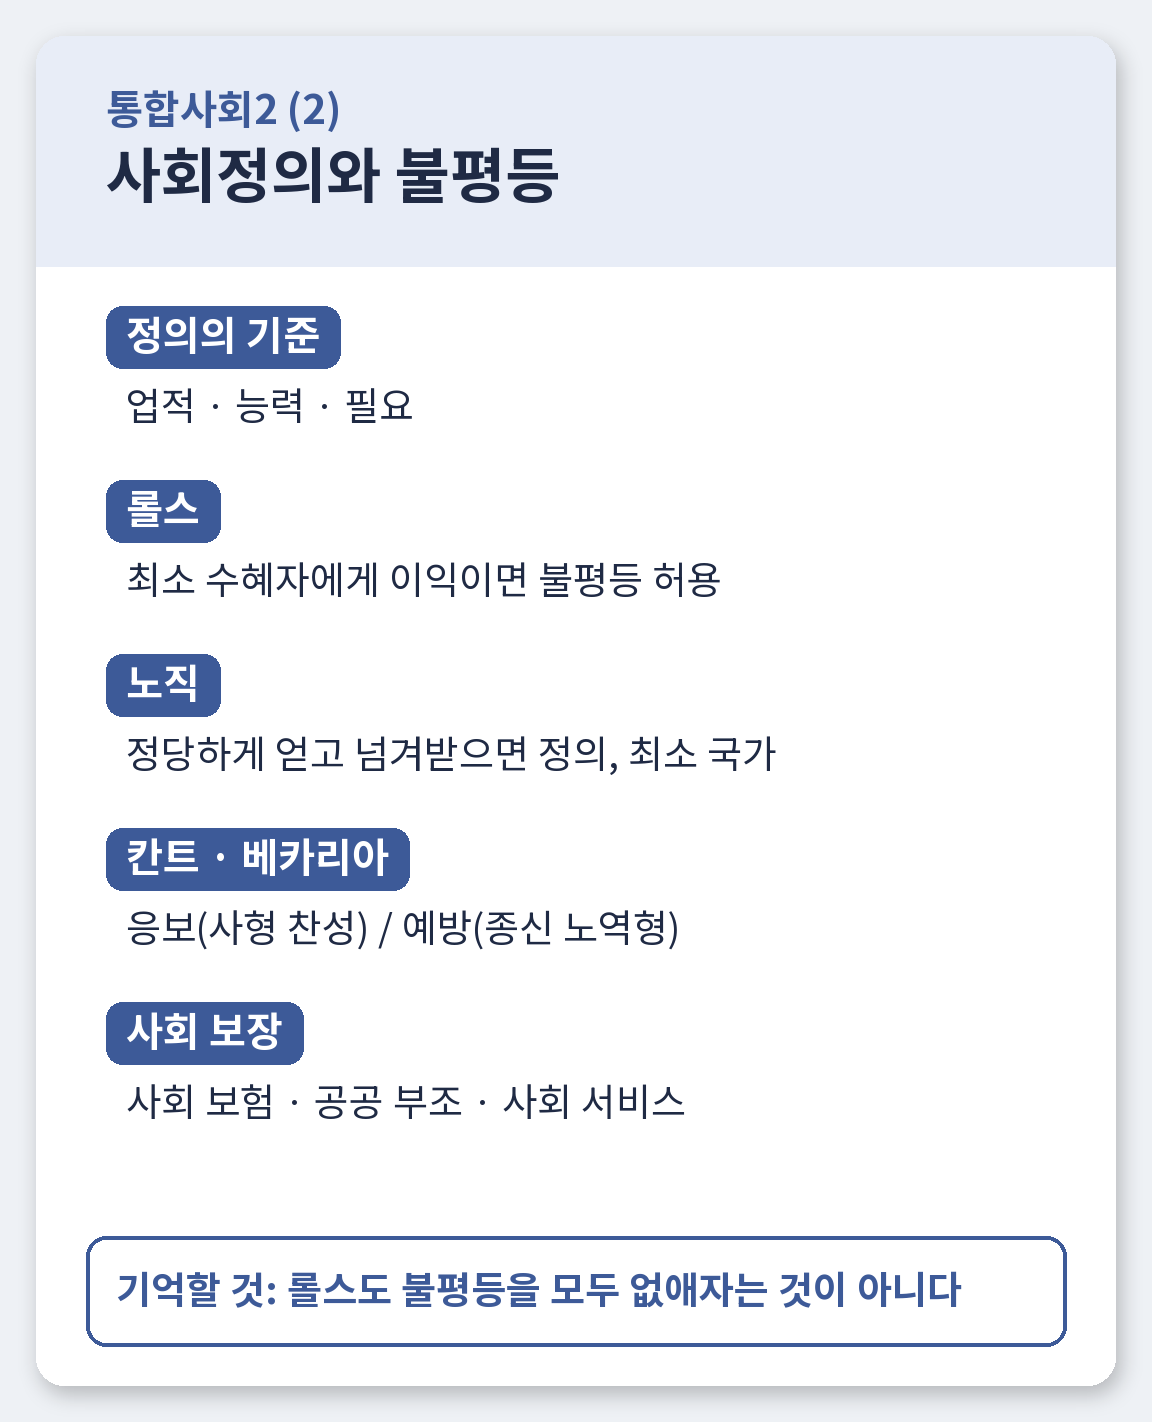 통합사회2 (2)
사회정의와 불평등
정의의 기준
업적 · 능력 · 필요
롤스
최소 수혜자에게 이익이면 불평등 허용
노직
정당하게 얻고 넘겨받으면 정의, 최소 국가
칸트 · 베카리아
응보(사형 찬성) / 예방(종신 노역형)
사회 보장
사회 보험 · 공공 부조 · 사회 서비스
기억할 것: 롤스도 불평등을 모두 없애자는 것이 아니다